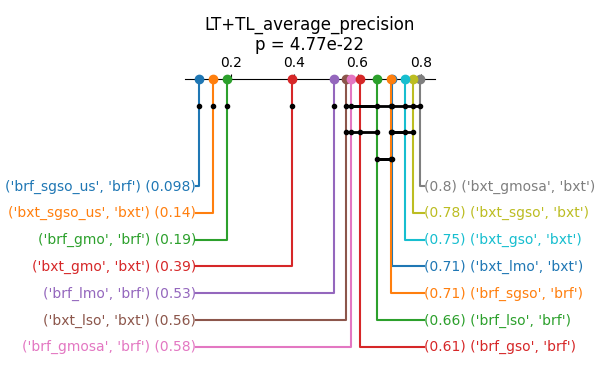 LT+TL_average_precision
p = 4.77e-22
0.2 0.4 0.6 0.8
('brf_sgso_us', 'brf') (0.098) (0.8) ('bxt_gmosa', 'bxt')
('bxt_sgso_us', 'bxt') (0.14) (0.78) ('bxt_sgso', 'bxt')
('brf_gmo', 'brf') (0.19) (0.75) ('bxt_gso', 'bxt')
('bxt_gmo', 'bxt') (0.39) (0.71) ('bxt_lmo', 'bxt')
('brf_lmo', 'brf') (0.53) (0.71) ('brf_sgso', 'brf')
('bxt_lso', 'bxt') (0.56) (0.66) ('brf_lso', 'brf')
('brf_gmosa', 'brf') (0.58) (0.61) ('brf_gso', 'brf')